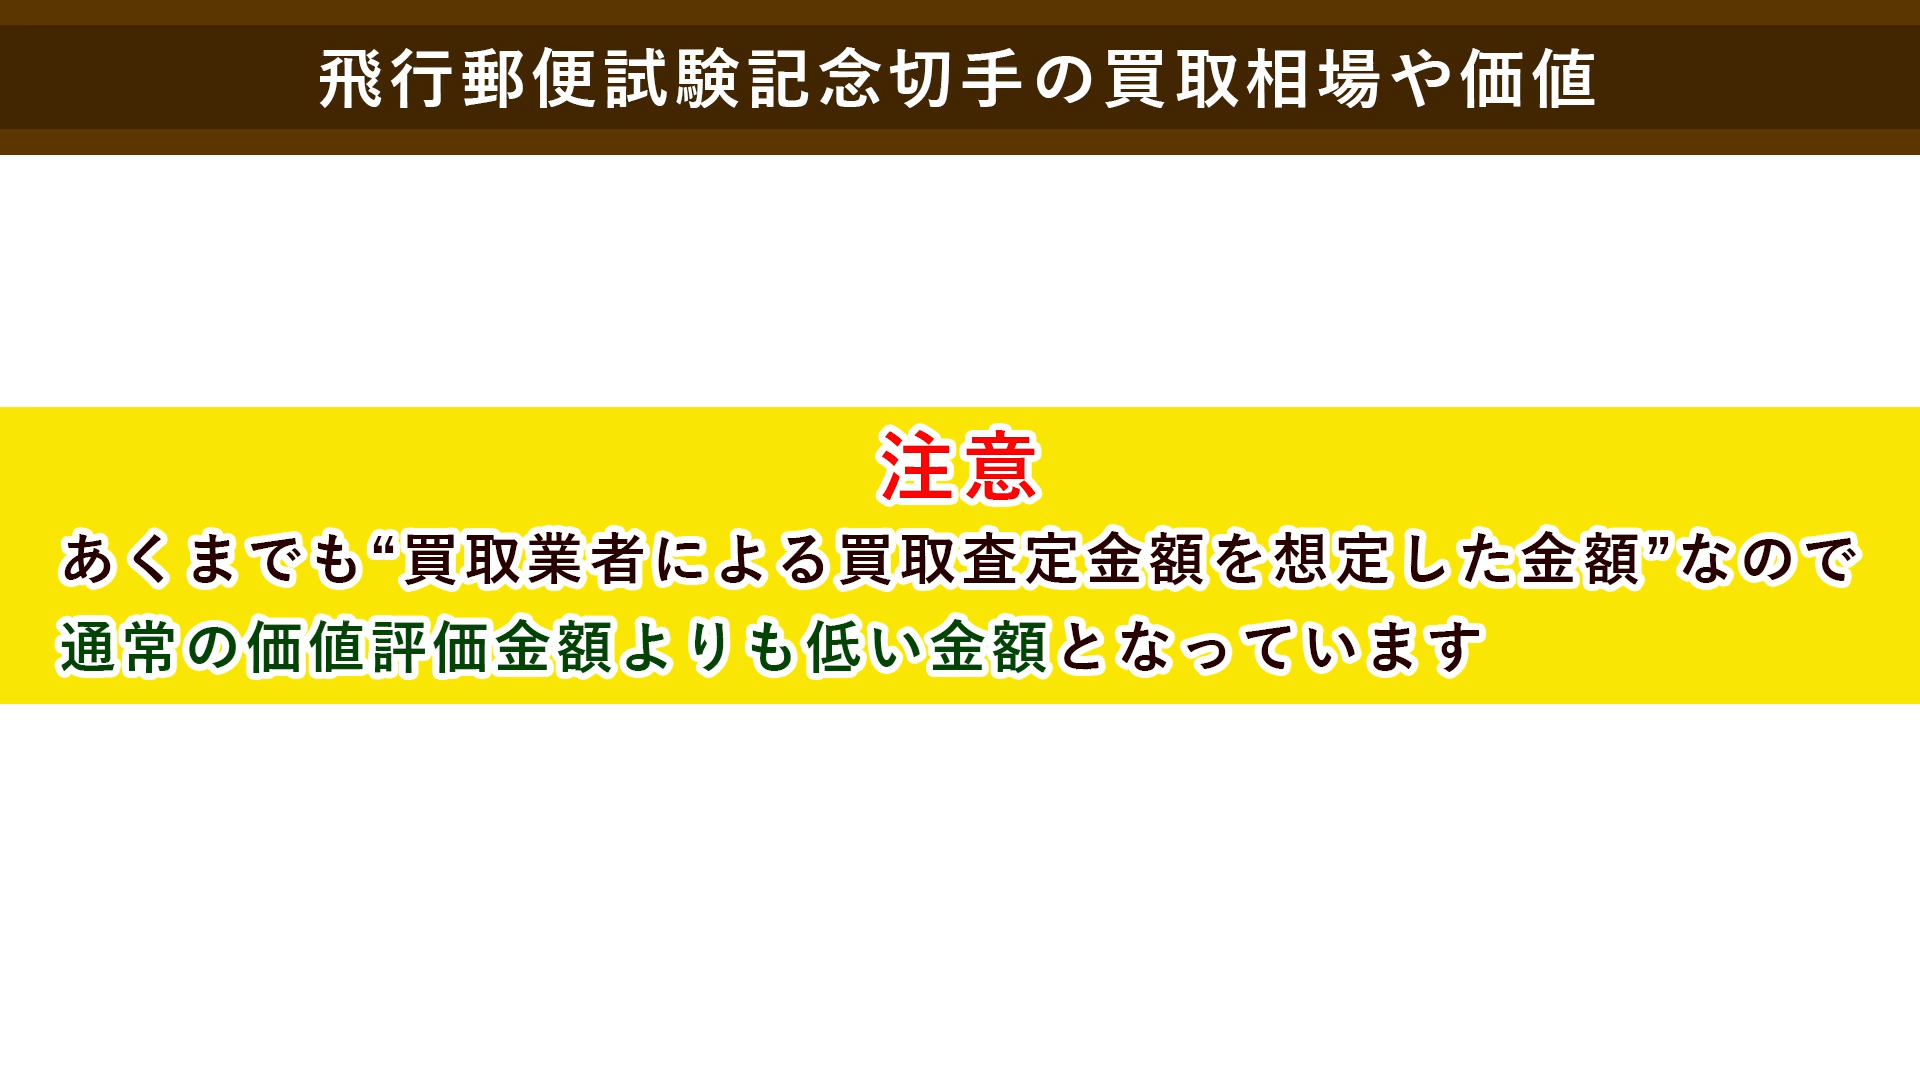 飛行郵便試験記念切手の買取相場や価値
注意
あくまでも“買取業者による買取査定金額を想定した金額”なので
通常の価値評価金額よりも低い金額となっています